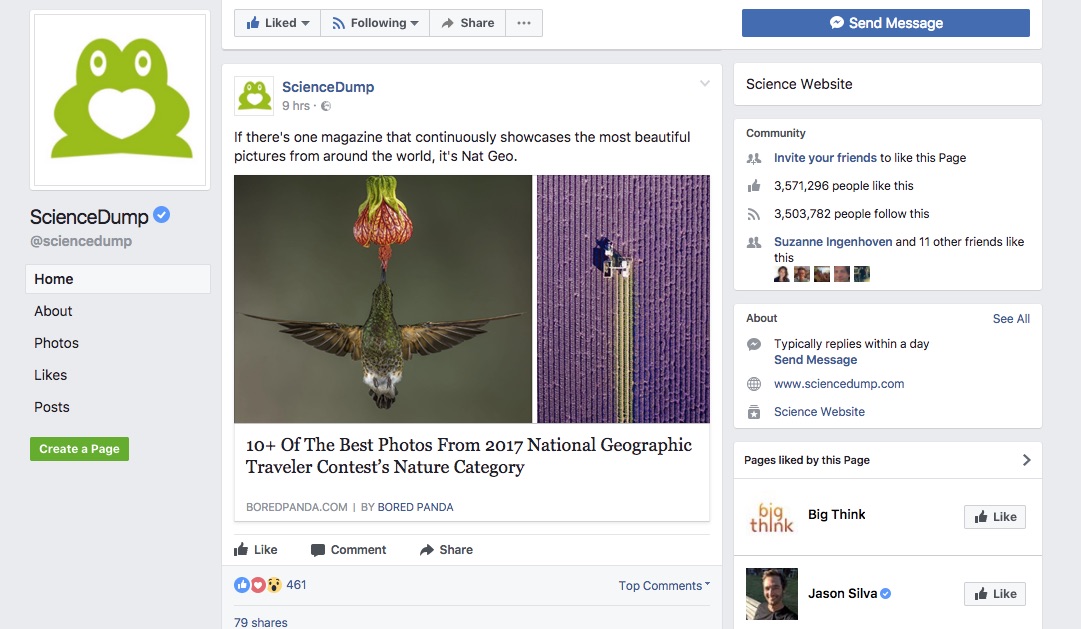 Liked
Following
Share
Send Message
ScienceDump
@sciencedump
Home
About
Photos
Likes
Posts
Create a Page
ScienceDump
9 hrs ·
If there's one magazine that continuously showcases the most beautiful
pictures from around the world, it's Nat Geo.
10+ Of The Best Photos From 2017 National Geographic
Traveler Contest’s Nature Category
BOREDPANDA.COM | BY BORED PANDA
Like Comment Share
461 Top Comments
79 shares
Science Website
Community
Invite your friends to like this Page
3,571,296 people like this
3,503,782 people follow this
Suzanne Ingenhoven and 11 other friends like
this
About See All
Typically replies within a day
Send Message
www.sciencedump.com
Science Website
Pages liked by this Page
big
think
Big Think
Like
Jason Silva
Like